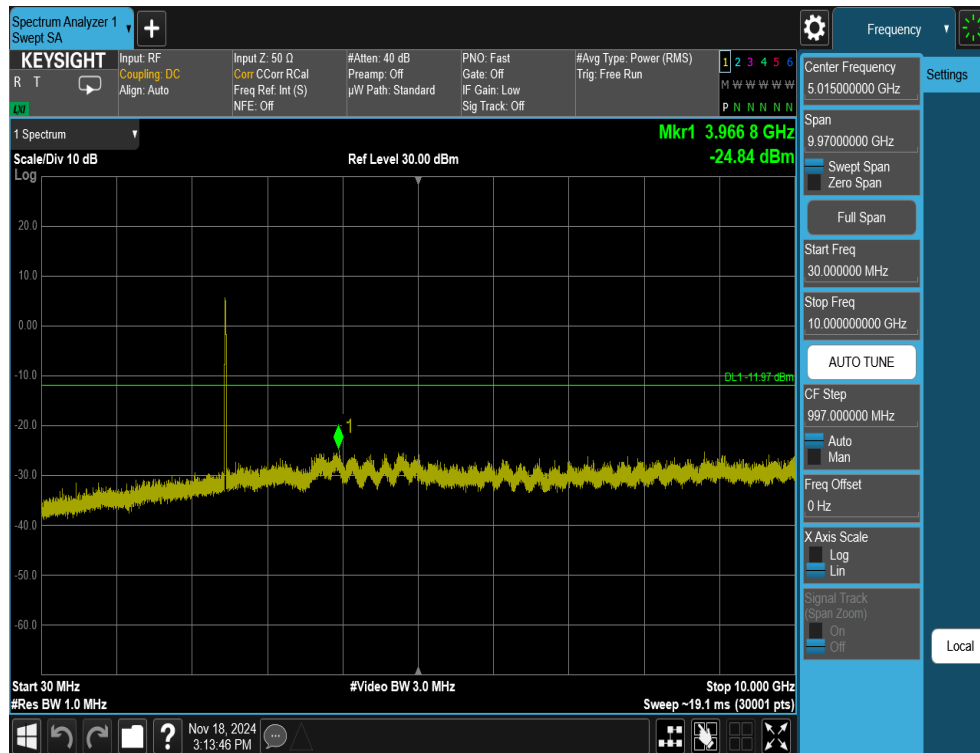 Spectrum Analyzer 1
Swept SA
+
Frequency
KEYSIGHT
R T
LXI
Input: RF
Coupling: DC
Align: Auto
Input Z: 50 Ω
Corr CCorr RCal
Freq Ref: Int (S)
NFE: Off
#Atten: 40 dB
Preamp: Off
µW Path: Standard
PNO: Fast
Gate: Off
IF Gain: Low
Sig Track: Off
#Avg Type: Power (RMS)
Trig: Free Run
1 2 3 4 5 6
M W W W W W
P N N N N N
1 Spectrum
Scale/Div 10 dB
Log
Ref Level 30.00 dBm
Mkr1 3.966 8 GHz
-24.84 dBm
20.0
10.0
0.00
-10.0
-20.0
-30.0
-40.0
-50.0
-60.0
DL1 -11.97 dBm
1
Start 30 MHz
#Res BW 1.0 MHz
#Video BW 3.0 MHz
Stop 10.000 GHz
Sweep ~19.1 ms (30001 pts)
Center Frequency
5.015000000 GHz
Span
9.97000000 GHz
Swept Span
Zero Span
Full Span
Start Freq
30.000000 MHz
Stop Freq
10.000000000 GHz
AUTO TUNE
CF Step
997.000000 MHz
Auto
Man
Freq Offset
0 Hz
X Axis Scale
Log
Lin
Signal Track
(Span Zoom)
On
Off
Settings
Local
?
Nov 18, 2024
3:13:46 PM